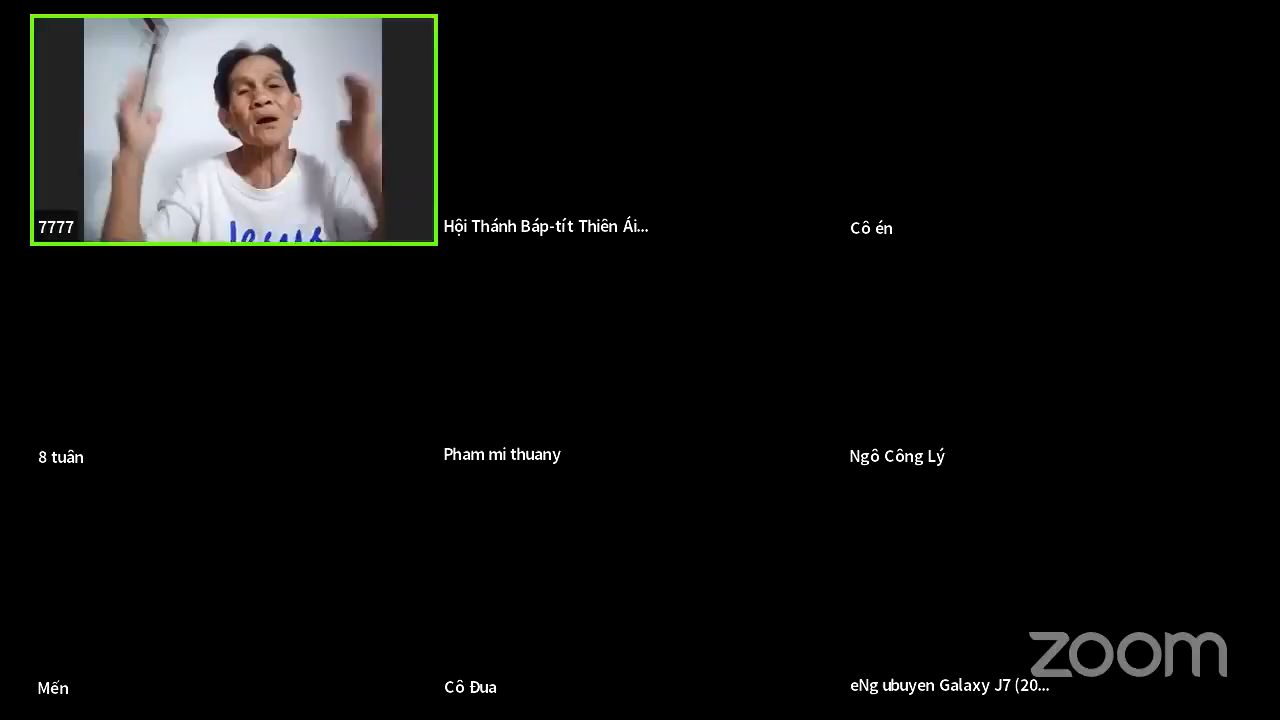 Jesus
7777
Hội Thánh Báp-tít Thiên Ái...
Cô én
8 tuân
Pham mi thuany
Ngô Công Lý
Mến
Cô Đua
eNg ubuyen Galaxy J7 (20...
zoom